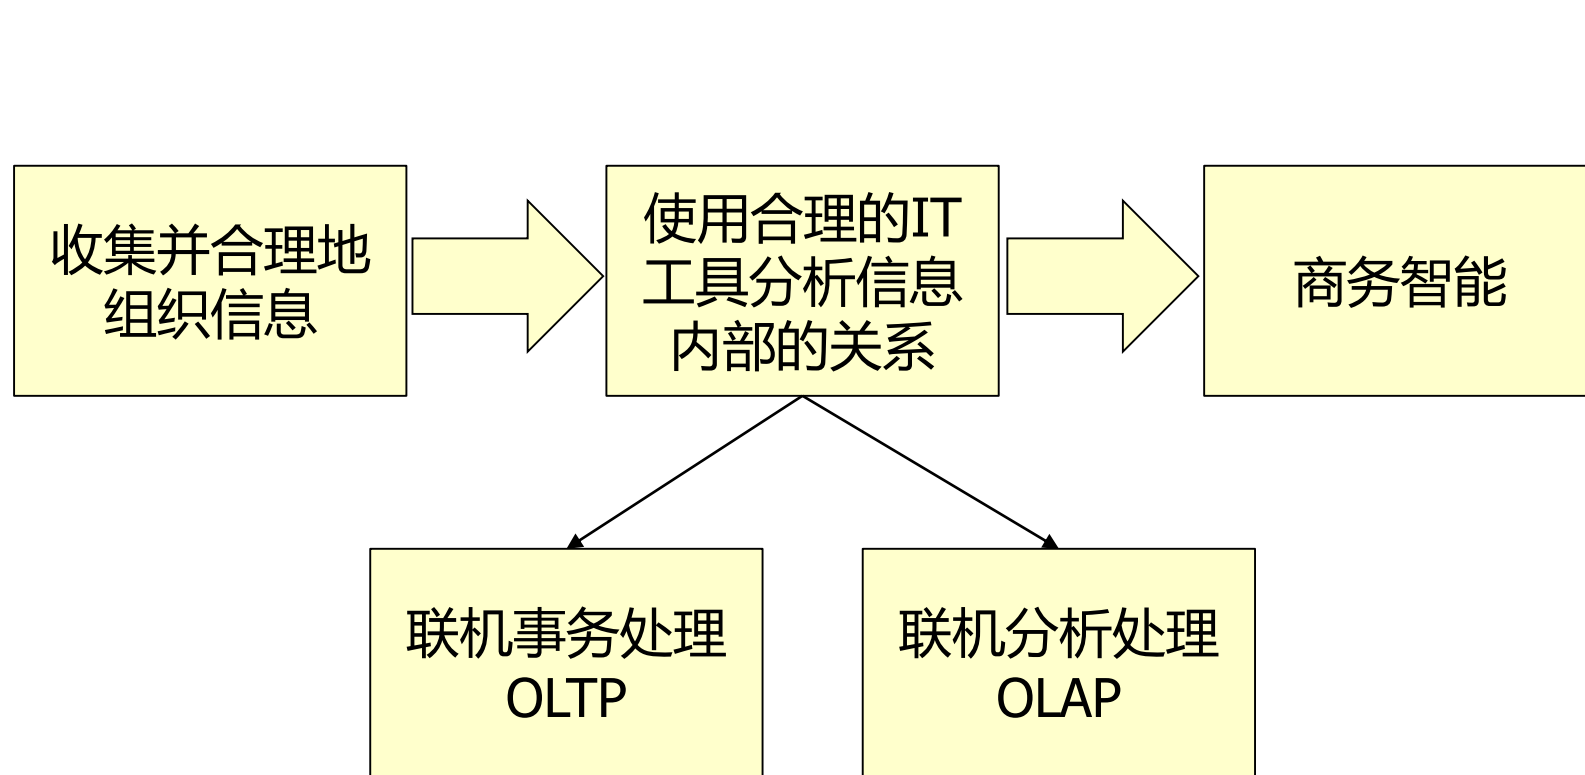 收集并合理地
组织信息
使用合理的IT
工具分析信息
内部的关系
商务智能
联机事务处理
OLTP
联机分析处理
OLAP